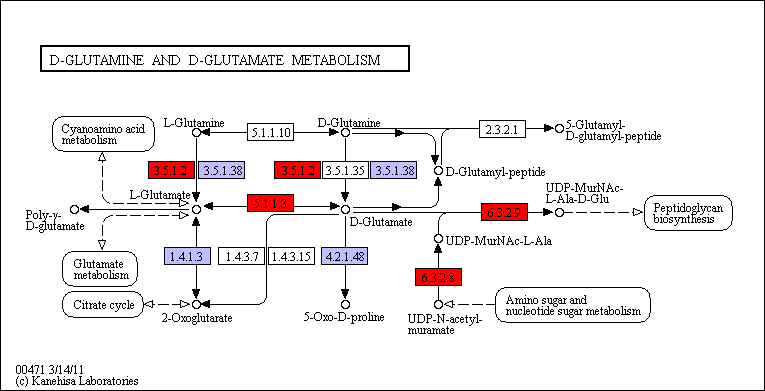 D-GLUTAMINE AND D-GLUTAMATE METABOLISM
Cyanoamino acid
metabolism
L-Glutamine
5.1.1.10
D-Glutamine
2.3.2.1
5-Glutamyl-
D-glutamyl-peptide
3.5.1.2
3.5.1.38
3.5.1.2
3.5.1.35
3.5.1.38
D-Glutamyl-peptide
L-Glutamate
5.1.1.3
D-Glutamate
Poly-γ-
D-glutamate
6.3.2.9
UDP-MurNAc-
L-Ala-D-Glu
Peptidoglycan
biosynthesis
UDP-MurNAc-L-Ala
Glutamate
metabolism
1.4.1.3
1.4.3.7
1.4.3.15
4.2.1.48
6.3.2.8
Citrate cycle
2-Oxoglutarate
5-Oxo-D-proline
UDP-N-acetyl-
muramate
Amino sugar and
nucleotide sugar metabolism
00471 3/14/11
(c) Kanehisa Laboratories